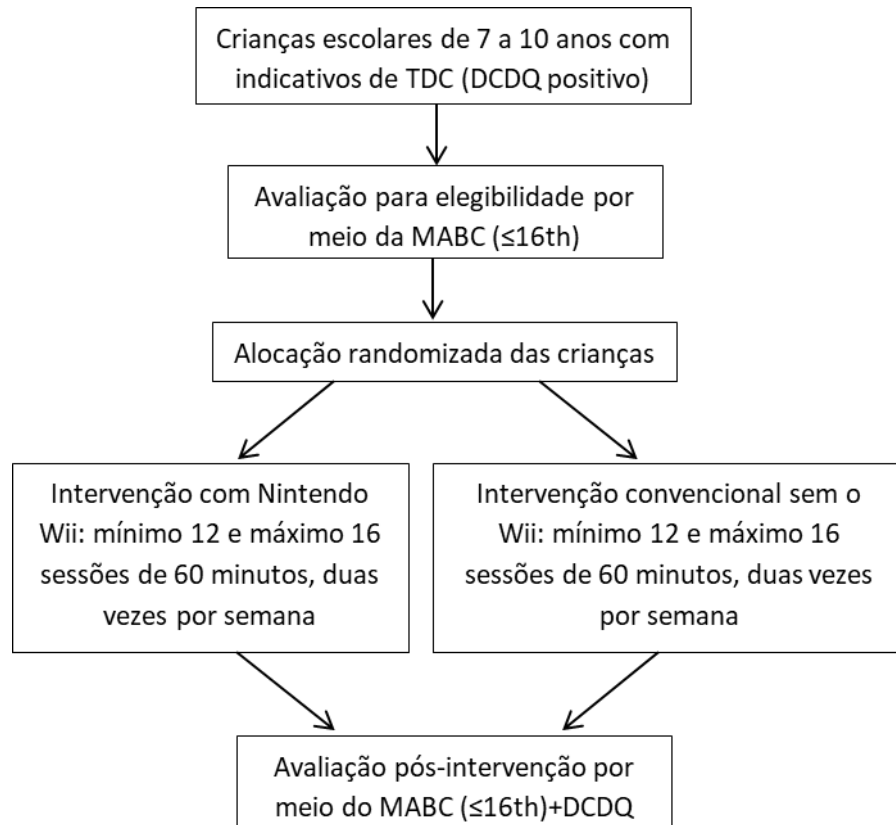 Crianças escolares de 7 a 10 anos com
indicativos de TDC (DCDQ positivo)
Avaliação para elegibilidade por
meio da MABC (≤16th)
Alocação randomizada das crianças
Intervenção com Nintendo
Wii: mínimo 12 e máximo 16
sessões de 60 minutos, duas
vezes por semana
Intervenção convencional sem o
Wii: mínimo 12 e máximo 16
sessões de 60 minutos, duas vezes
por semana
Avaliação pós-intervenção por
meio do MABC (≤16th)+DCDQ